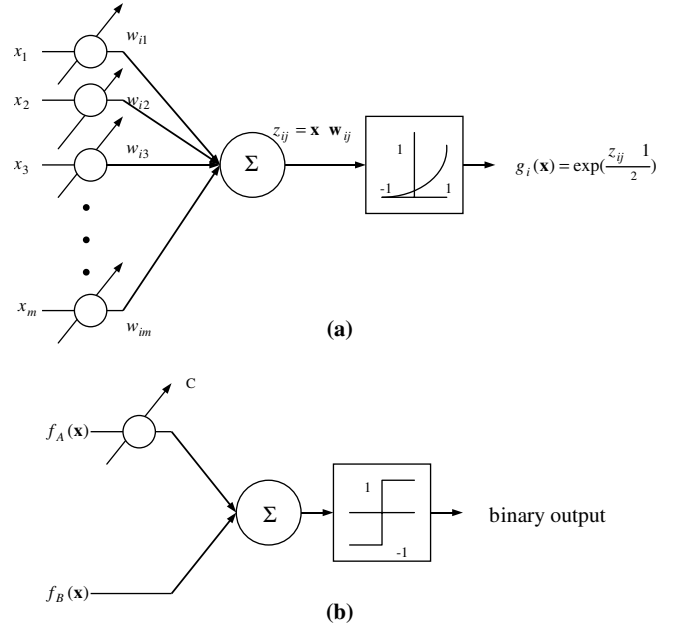 x1
wi1
x2
wi2
x3
wi3
xm
wim
Σ
zij = x wij
1
-1 1
gi(x) = exp(zij 1 / 2)
(a)
C
fA(x)
Σ
1
-1
binary output
fB(x)
(b)